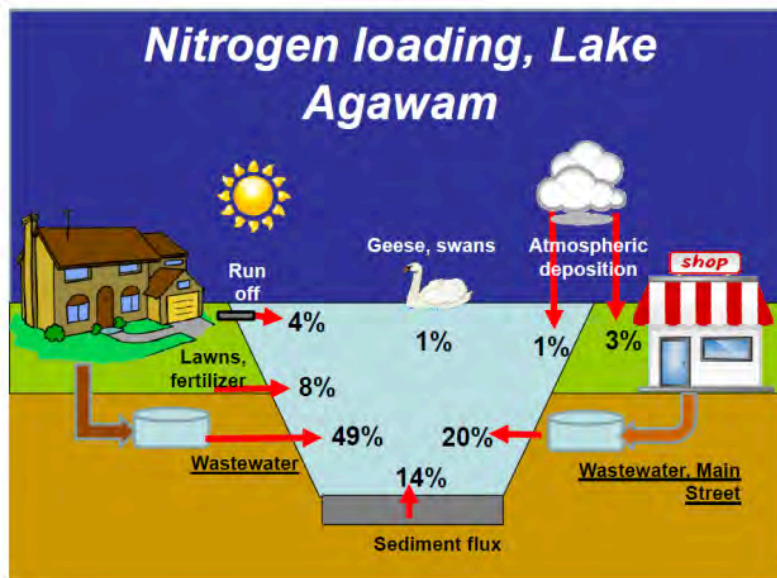 Nitrogen loading, Lake
Agawam
Geese, swans
Atmospheric
deposition
shop
Run
off
4%
1%
1%
3%
Lawns,
fertilizer
8%
49%
20%
Wastewater
Wastewater, Main
Street
14%
Sediment flux